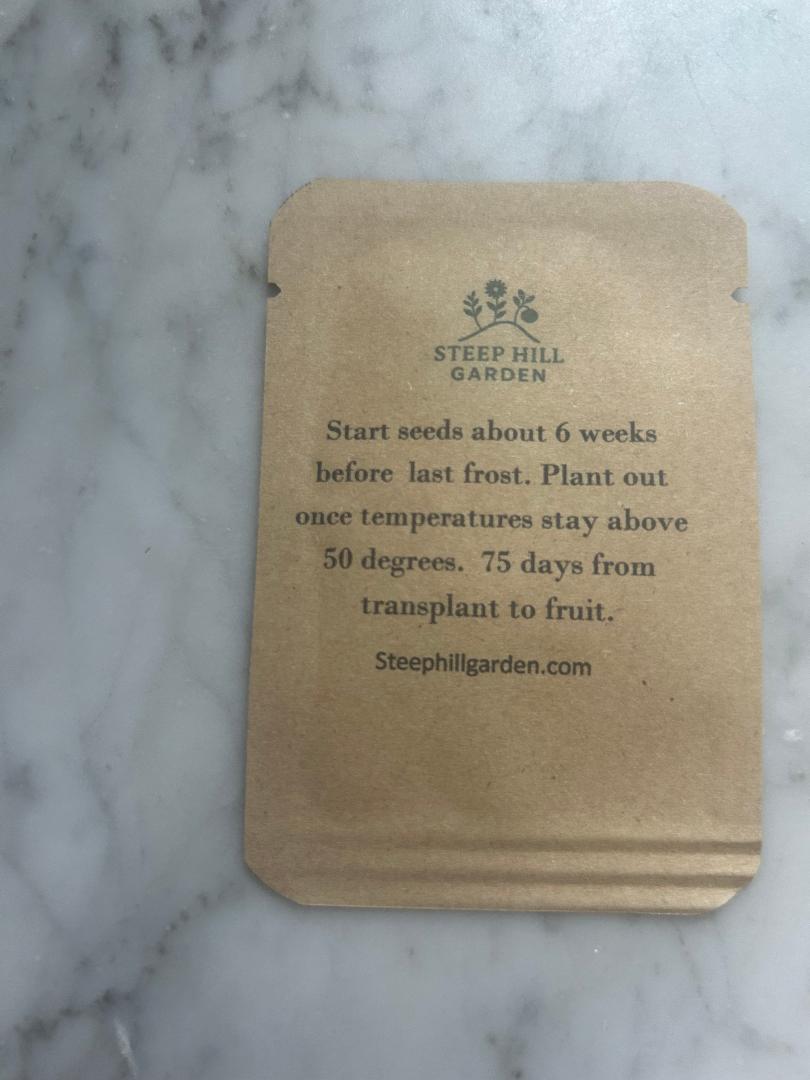 STEEP HILL
GARDEN
Start seeds about 6 weeks
before last frost. Plant out
once temperatures stay above
50 degrees. 75 days from
transplant to fruit.
Steephillgarden.com